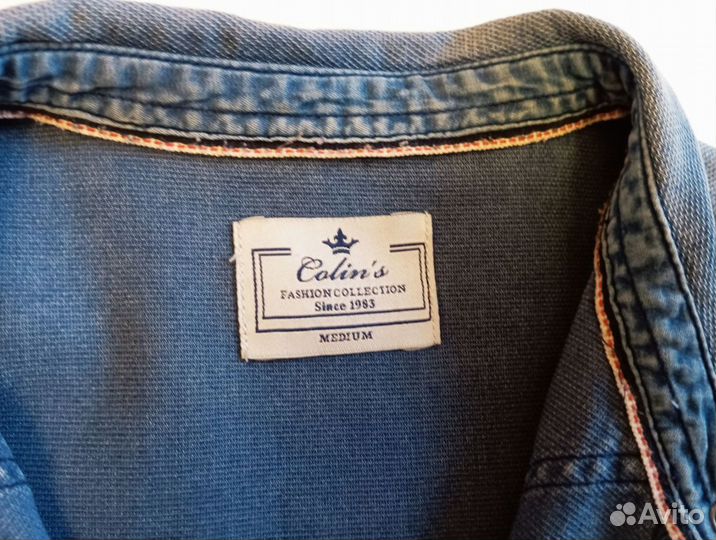 Colin's
FASHION COLLECTION
Since 1983
MEDIUM
Avito